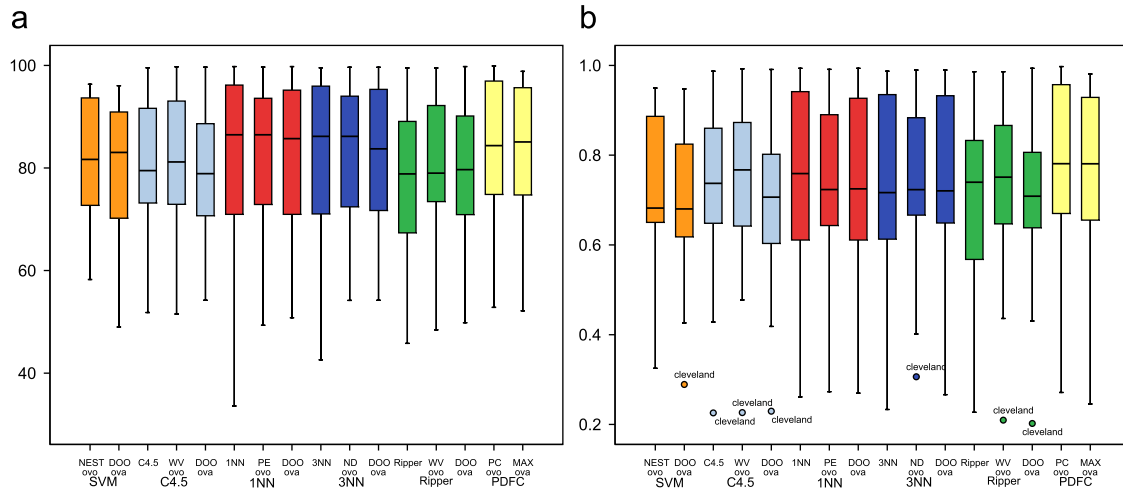 a
100
80
60
40
NEST DOO C4.5 WV DOO 1NN PE DOO 3NN ND DOO Ripper WV DOO PC MAX
ovo ova ovo ova ovo ova ovo ova ovo ova ovo ova
SVM C4.5 1NN 3NN Ripper PDFC
b
1.0
0.8
0.6
0.4
0.2
cleveland
cleveland
cleveland
cleveland
cleveland
cleveland
cleveland
NEST DOO C4.5 WV DOO 1NN PE DOO 3NN ND DOO Ripper WV DOO PC MAX
ovo ova ovo ova ovo ova ovo ova ovo ova ovo ova
SVM C4.5 1NN 3NN Ripper PDFC